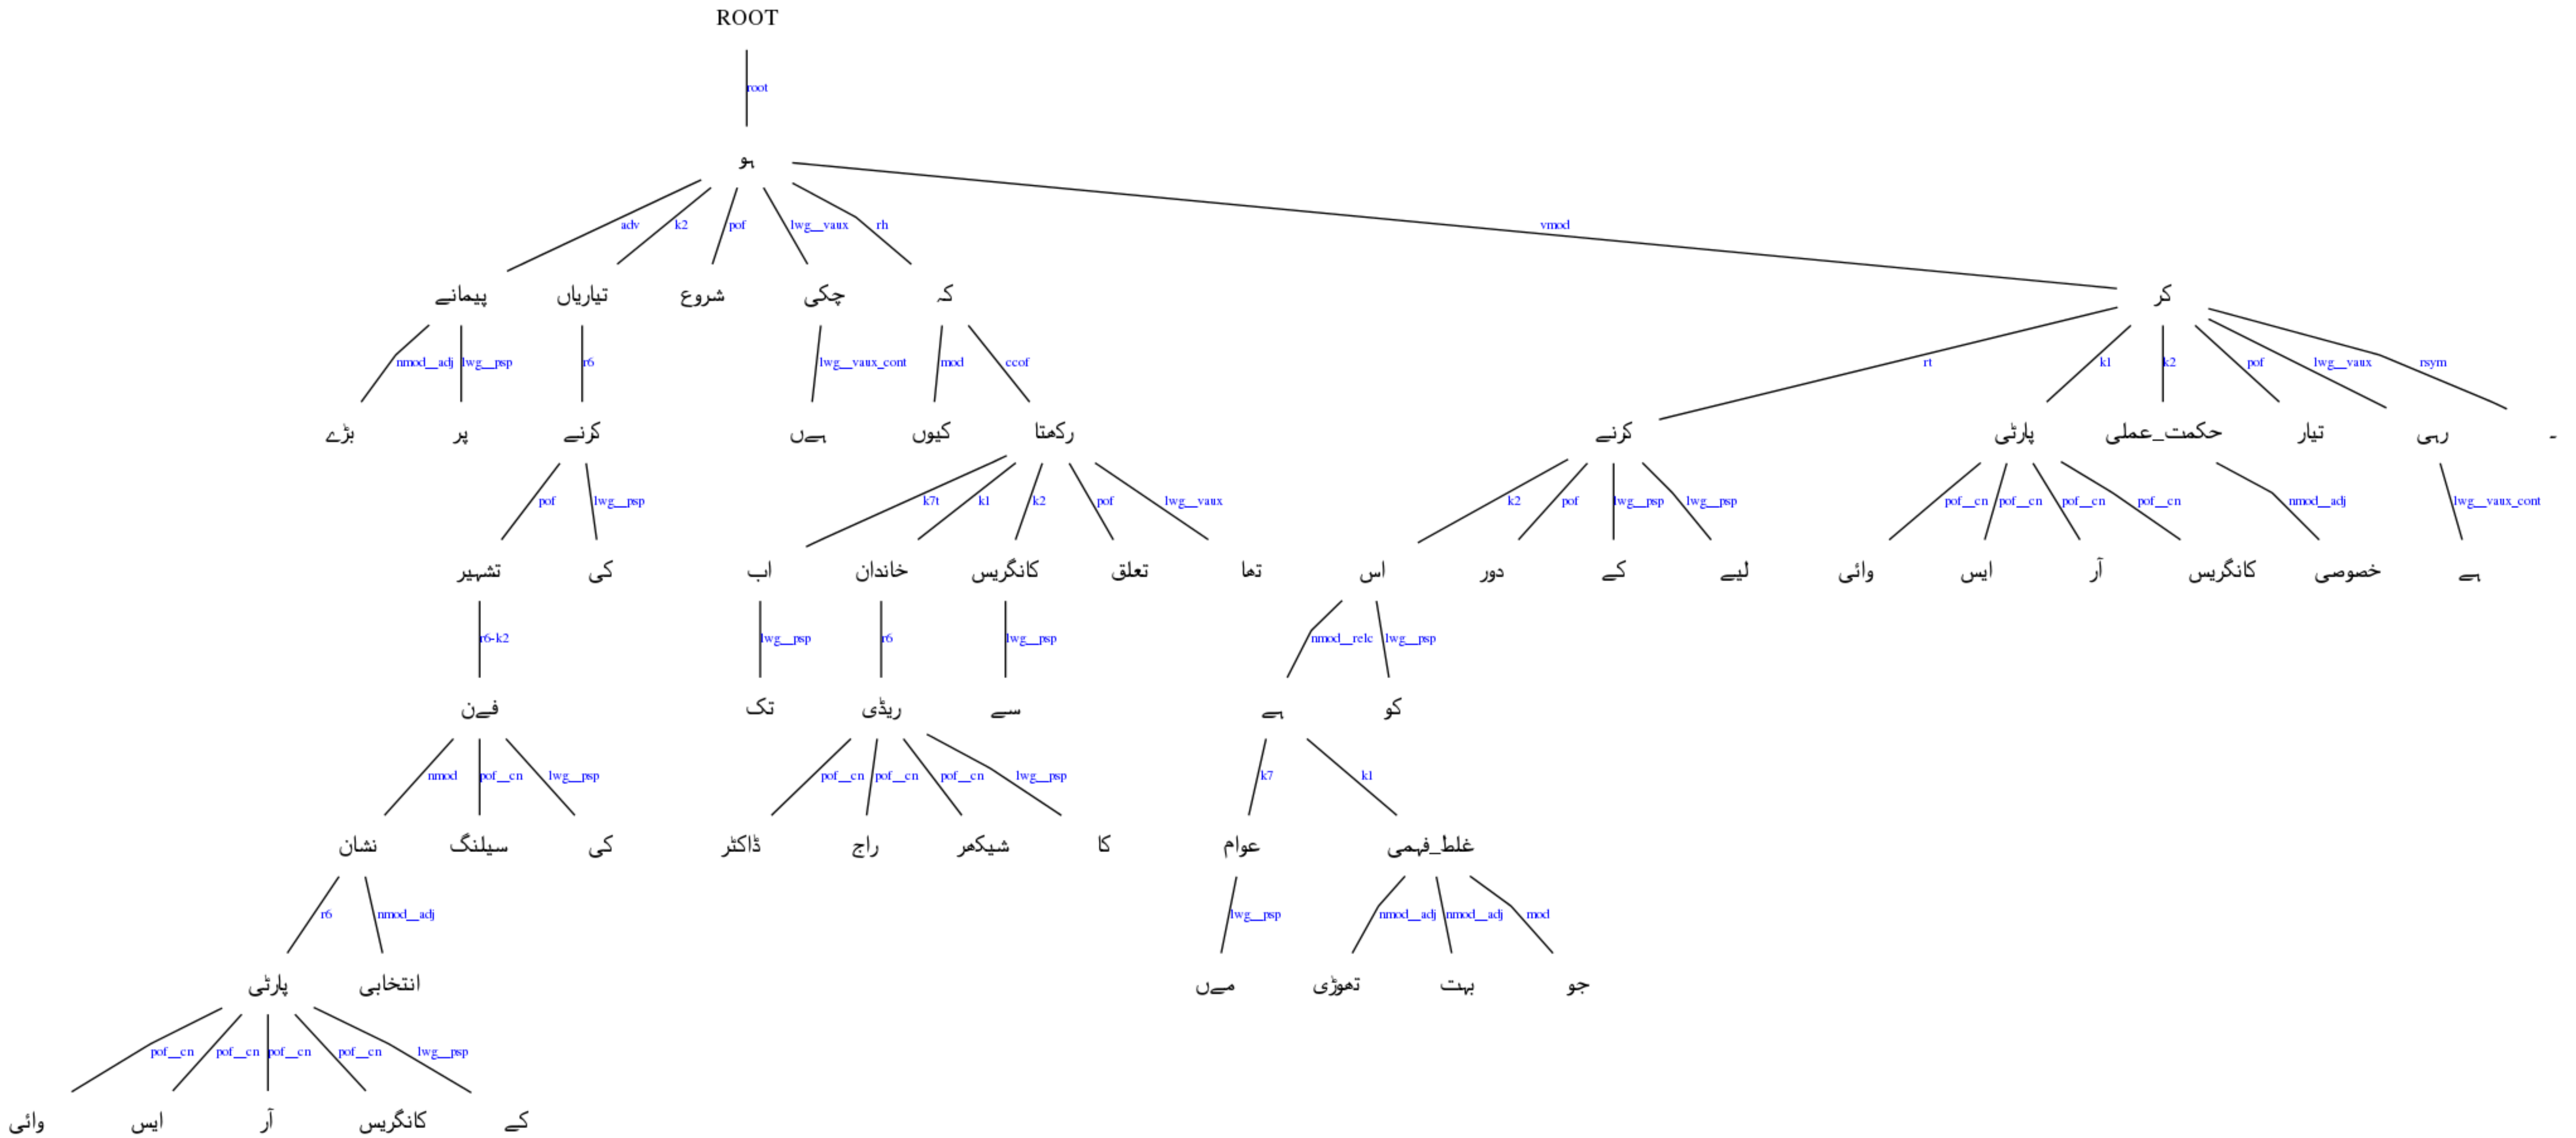 ROOT
root
ہو
adv k2 pof lwg__vaux rh vmod
پیمانے تیاریاں شروع چکی کہ کر
nmod__adj lwg__psp r6 lwg__vaux_cont mod ccof rt k1 k2 pof lwg__vaux rsym
بڑے پر کرنے ہےں کیوں رکھتا کرنے پارٹی حکمت_عملی تیار رہی ۔
pof lwg__psp k7t k1 k2 pof lwg__vaux k2 pof lwg__psp lwg__psp pof__cn pof__cn pof__cn pof__cn nmod__adj lwg__vaux_cont
تشہیر کی اب خاندان کانگریس تعلق تھا اس دور کے لیے وائی ایس آر کانگریس خصوصی ہے
r6-k2 lwg__psp r6 lwg__psp nmod__relc lwg__psp
فےن تک ریڈی سے ہے کو
nmod pof__cn lwg__psp pof__cn pof__cn pof__cn lwg__psp k7 k1
نشان سیلنگ کی ڈاکٹر راج شیکھر کا عوام غلط_فہمی
r6 nmod__adj lwg__psp nmod__adj nmod__adj mod
پارٹی انتخابی مےں تھوڑی بہت جو
pof__cn pof__cn pof__cn pof__cn lwg__psp
وائی ایس آر کانگریس کے